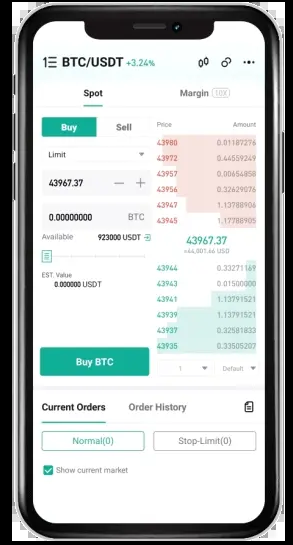 BTC/USDT +3.24%
Spot
Margin 10X
Buy Sell
Price Amount
Limit
43980 0.01187276
43972 0.44559249
43957 0.00654858
43956 0.32629076
43947 1.13788906
43945 1.17788905
43967.37
0.00000000 BTC
Available 923000 USDT
43967.37
≈44,001.66 USD
EST. Value
0.000000 USDT
43944 0.33271169
43943 0.01500000
43941 1.13791521
43939 1.13791521
43937 0.32581833
43935 0.33505207
Buy BTC
1 Default
Current Orders Order History
Normal(0) Stop-Limit(0)
Show current market